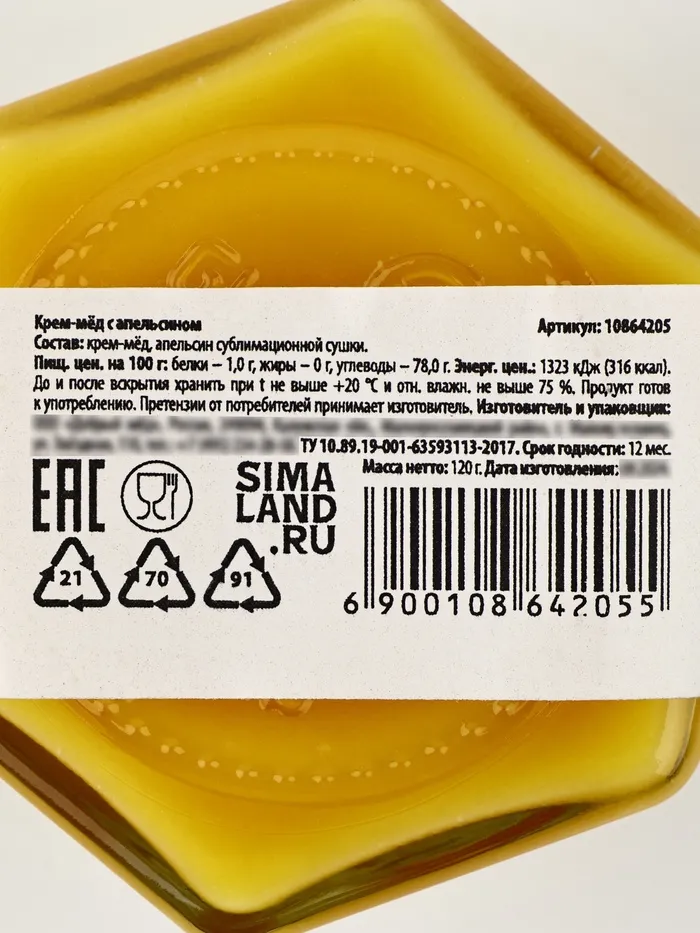 Крем-мёд с апельсином
Артикул: 10864205
Состав: крем-мёд, апельсин сублимационной сушки.
Пищ. цен. на 100 г: белки – 1,0 г, жиры – 0 г, углеводы – 78,0 г. Энерг. цен.: 1323 кДж (316 ккал).
До и после вскрытия хранить при t не выше +20 °C и отн. влажн. не выше 75 %. Продукт готов
к употреблению. Претензии от потребителей принимает изготовитель. Изготовитель и упаковщик:
ТУ 10.89.19-001-63593113-2017. Срок годности: 12 мес.
Масса нетто: 120 г. Дата изготовления:
EAC
SIMA
LAND
.RU
21
70
91
6 900108 642055